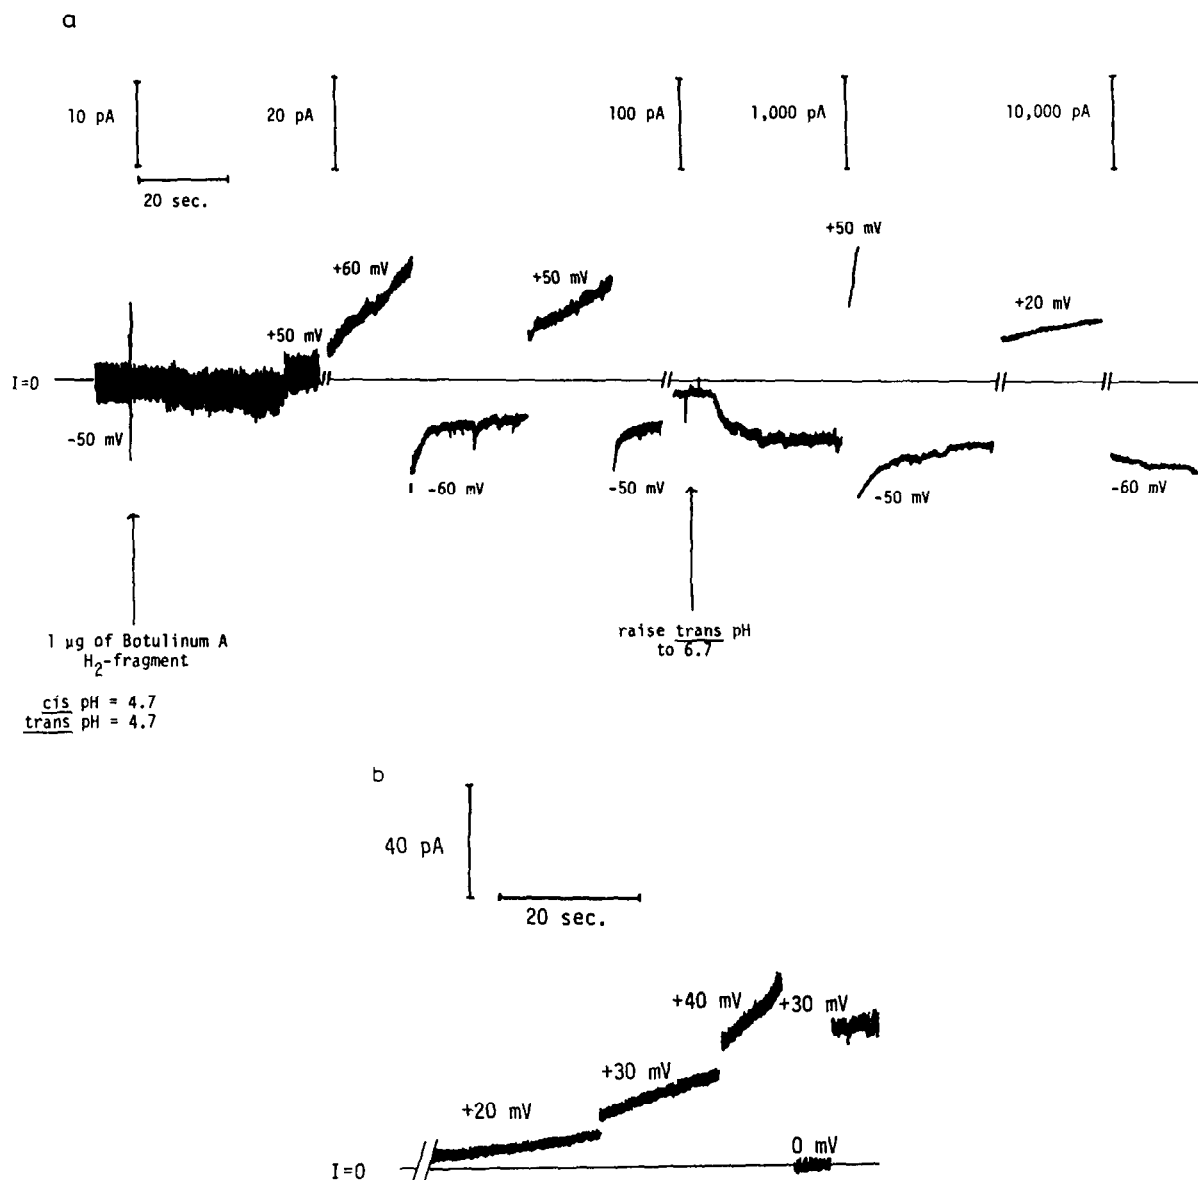 a
10 pA
20 pA
100 pA
1,000 pA
10,000 pA
20 sec.
+50 mV
+60 mV
+50 mV
+50 mV
+20 mV
I=0
-50 mV
-60 mV
-50 mV
-50 mV
-60 mV
1 μg of Botulinum A
H2-fragment
cis pH = 4.7
trans pH = 4.7
raise trans pH
to 6.7
b
40 pA
20 sec.
+40 mV
+30 mV
+30 mV
+20 mV
0 mV
I=0